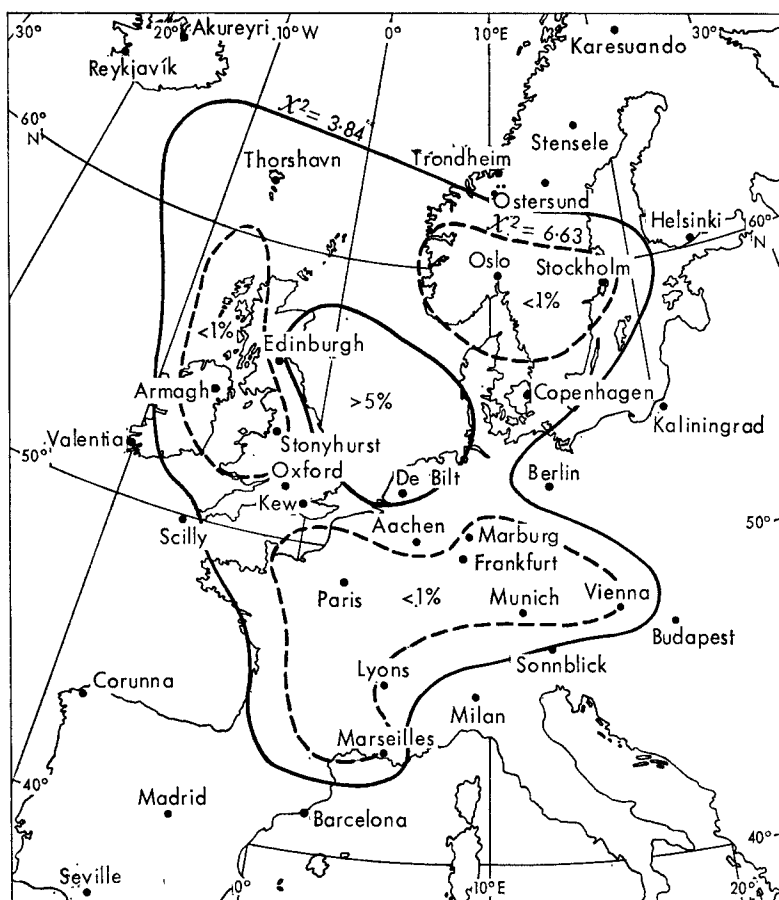 30°
20°
Akureyri
10°W
0°
10°E
Karesuando
30°
Reykjavík
60°
N
χ² = 3·84
Stensele
Thorshavn
Trondheim
Östersund
χ² = 6·63
Helsinki
60°
N
Oslo
Stockholm
<1%
<1%
Edinburgh
Armagh
>5%
Copenhagen
Kaliningrad
Valentia
Stonyhurst
50°
Oxford
De Bilt
Berlin
Kew
Scilly
Aachen
Marburg
50°
Frankfurt
Paris
<1%
Munich
Vienna
Budapest
Lyons
Sonnblick
Corunna
Milan
Marseilles
40°
Madrid
Barcelona
40°
Seville
0°
10°E
20°